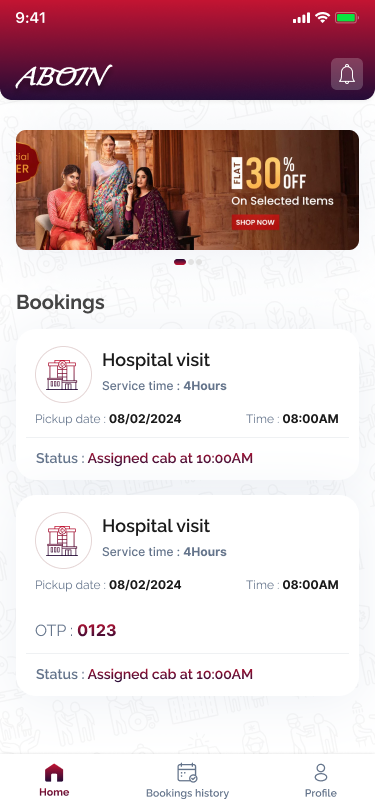 9:41
ABOIN
FLAT 30% OFF
On Selected Items
SHOP NOW
Bookings
Hospital visit
Service time : 4Hours
Pickup date : 08/02/2024 Time : 08:00AM
Status : Assigned cab at 10:00AM
Hospital visit
Service time : 4Hours
Pickup date : 08/02/2024 Time : 08:00AM
OTP : 0123
Status : Assigned cab at 10:00AM
Home Bookings history Profile